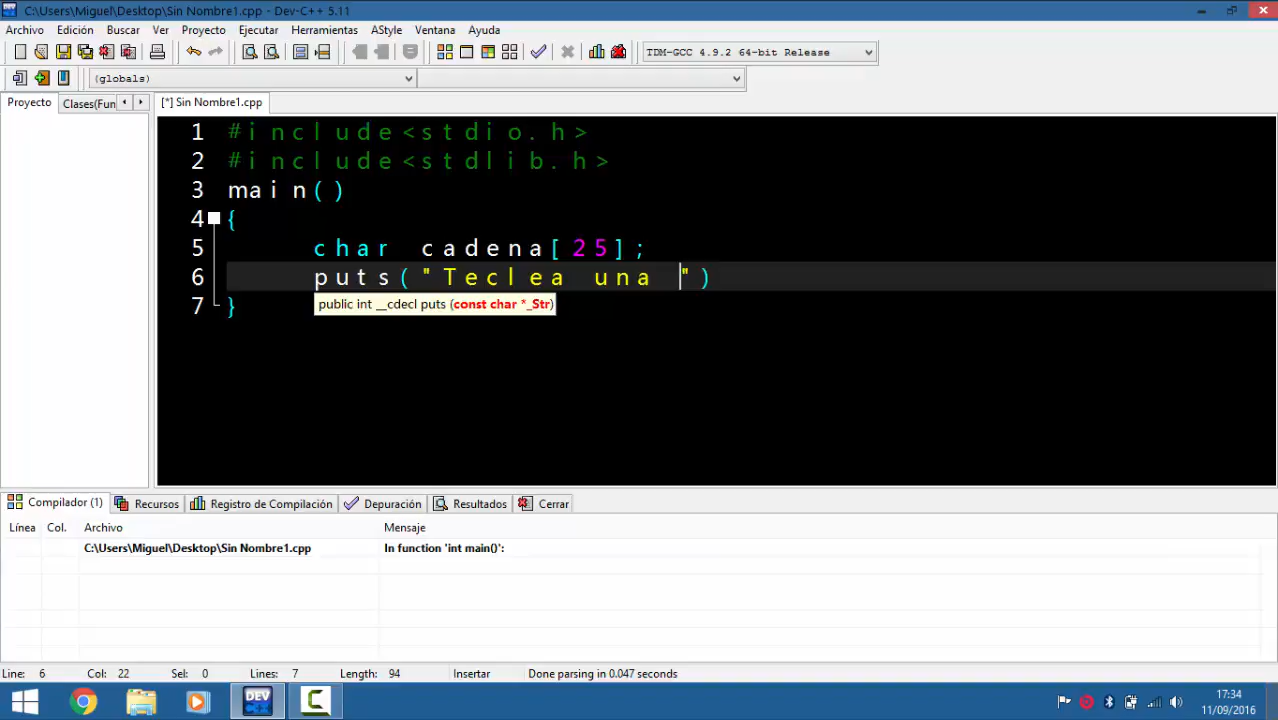 C:\Users\Miguel\Desktop\Sin Nombre1.cpp - Dev-C++ 5.11
Archivo Edición Buscar Ver Proyecto Ejecutar Herramientas AStyle Ventana Ayuda
TDM-GCC 4.9.2 64-bit Release
(globals)
Proyecto Clases(Fun [*] Sin Nombre1.cpp
1 #include<stdio.h>
2 #include<stdlib.h>
3 main()
4 {
5 char cadena[25];
6 puts("Teclea una ")
public int __cdecl puts (const char *_Str)
7 }
Compilador (1) Recursos Registro de Compilación Depuración Resultados Cerrar
Línea Col. Archivo Mensaje
C:\Users\Miguel\Desktop\Sin Nombre1.cpp In function 'int main()':
Line: 6 Col: 22 Sel: 0 Lines: 7 Length: 94 Insertar Done parsing in 0.047 seconds
DEV C++ C 17:34
11/09/2016